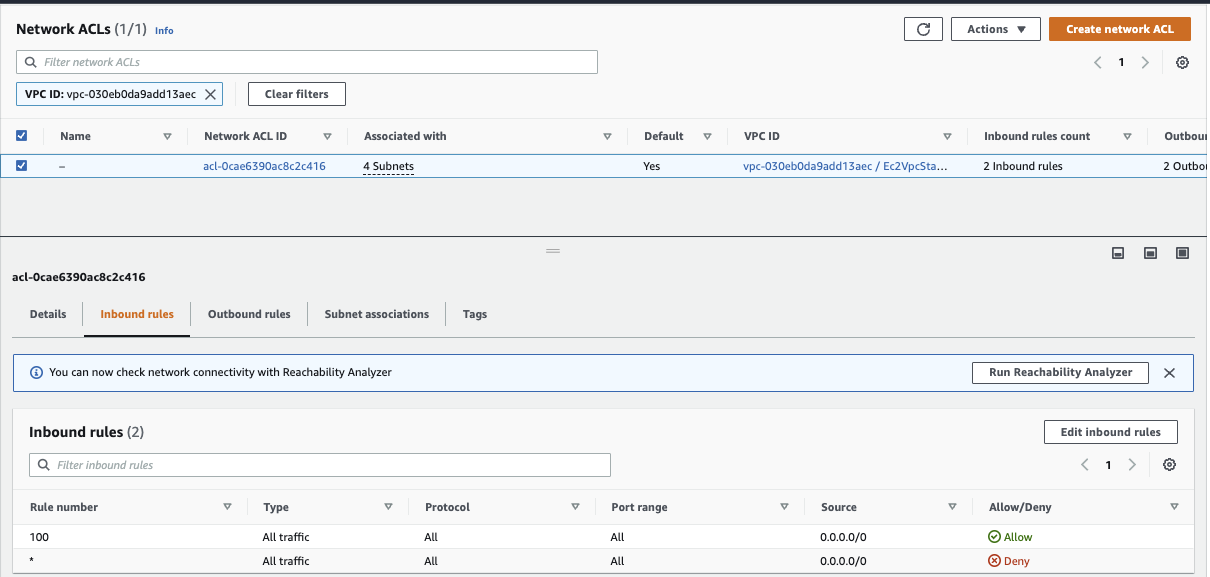 Network ACLs (1/1) Info
Actions ▼ Create network ACL
Filter network ACLs
1
VPC ID: vpc-030eb0da9add13aec Clear filters
Name Network ACL ID Associated with Default VPC ID Inbound rules count Outbou
– acl-0cae6390ac8c2c416 4 Subnets Yes vpc-030eb0da9add13aec / Ec2VpcSta... 2 Inbound rules 2 Outbo
acl-0cae6390ac8c2c416
Details Inbound rules Outbound rules Subnet associations Tags
You can now check network connectivity with Reachability Analyzer Run Reachability Analyzer
Inbound rules (2) Edit inbound rules
Filter inbound rules
1
Rule number Type Protocol Port range Source Allow/Deny
100 All traffic All All 0.0.0.0/0 Allow
* All traffic All All 0.0.0.0/0 Deny